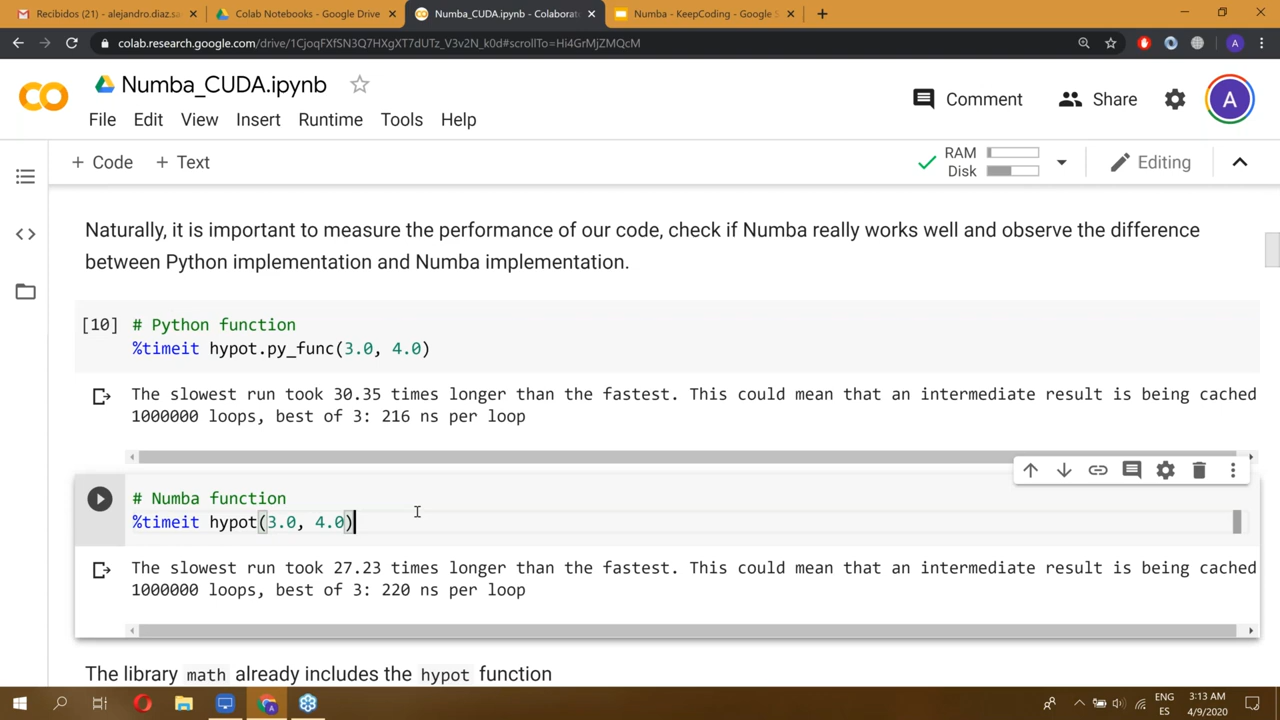 Recibidos (21) - alejandro.diaz.sa
Colab Notebooks - Google Drive
Numba_CUDA.ipynb - Colaborat
Numba - KeepCoding - Google S
colab.research.google.com/drive/1CjoqFXfSN3Q7HXgXT7dUTz_V3v2N_k0d#scrollTo=Hi4GrMjZMQcM
A
CO
Numba_CUDA.ipynb
Comment
Share
A
File Edit View Insert Runtime Tools Help
+ Code + Text
RAM
Disk
Editing
Naturally, it is important to measure the performance of our code, check if Numba really works well and observe the difference
between Python implementation and Numba implementation.
[10] # Python function
%timeit hypot.py_func(3.0, 4.0)
The slowest run took 30.35 times longer than the fastest. This could mean that an intermediate result is being cached
1000000 loops, best of 3: 216 ns per loop
# Numba function
%timeit hypot(3.0, 4.0)
The slowest run took 27.23 times longer than the fastest. This could mean that an intermediate result is being cached
1000000 loops, best of 3: 220 ns per loop
The library math already includes the hypot function
ENG
ES
3:13 AM
4/9/2020